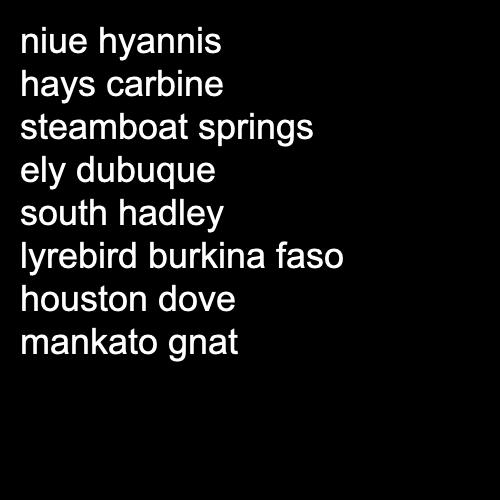 niue hyannis
hays carbine
steamboat springs
ely dubuque
south hadley
lyrebird burkina faso
houston dove
mankato gnat